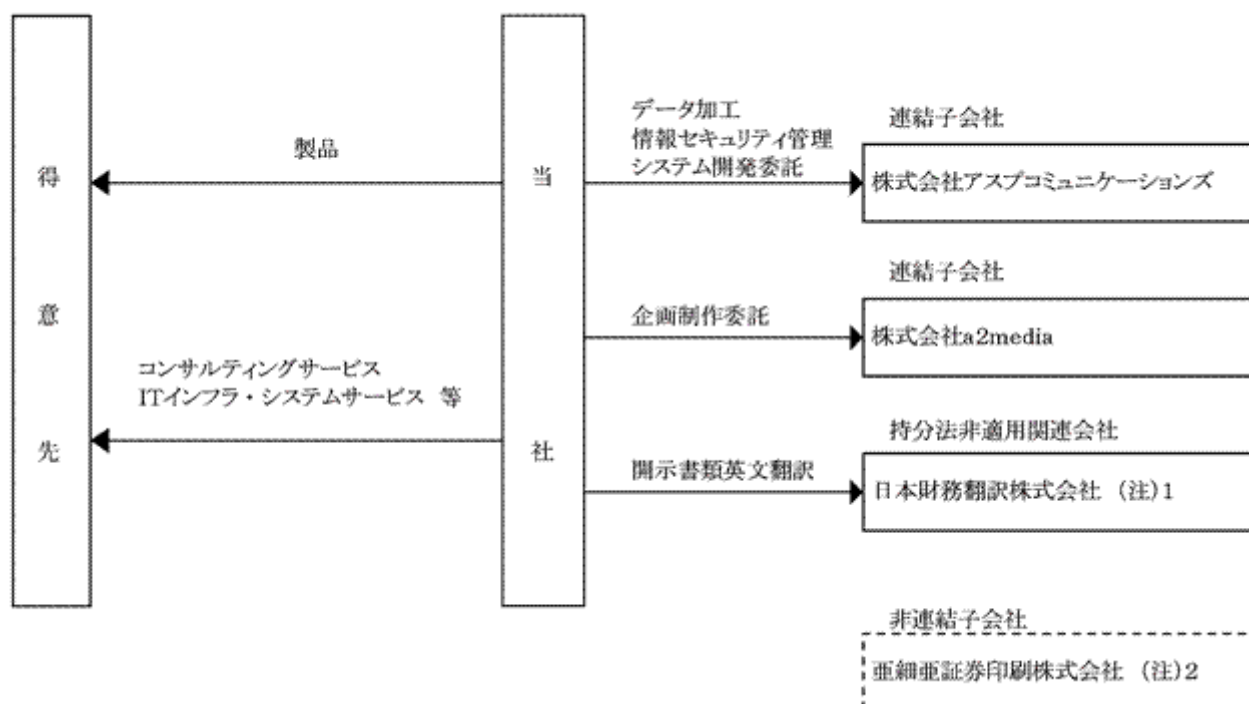 得意先
製品
コンサルティングサービス
ITインフラ・システムサービス 等
当社
データ加工
情報セキュリティ管理
システム開発委託
連結子会社
株式会社アスプコミュニケーションズ
連結子会社
企画制作委託
株式会社a2media
持分法非適用関連会社
開示書類英文翻訳
日本財務翻訳株式会社 (注)1
非連結子会社
亜細亜証券印刷株式会社 (注)2